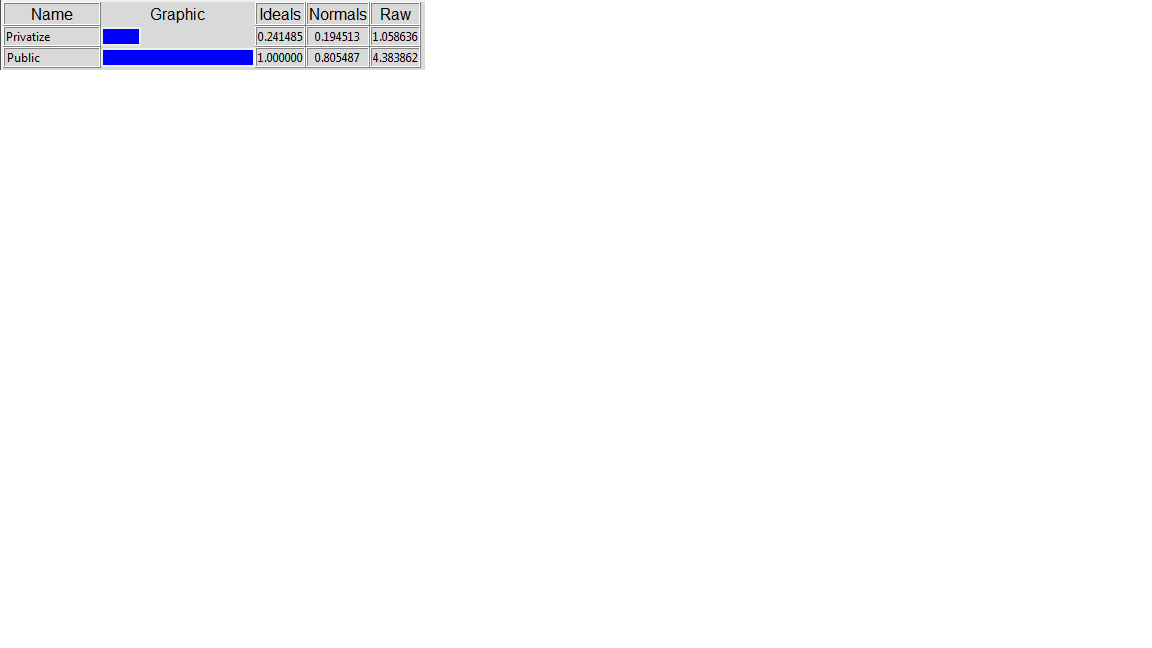 Name Graphic Ideals Normals Raw
Privatize 0.241485 0.194513 1.058636
Public 1.000000 0.805487 4.383862